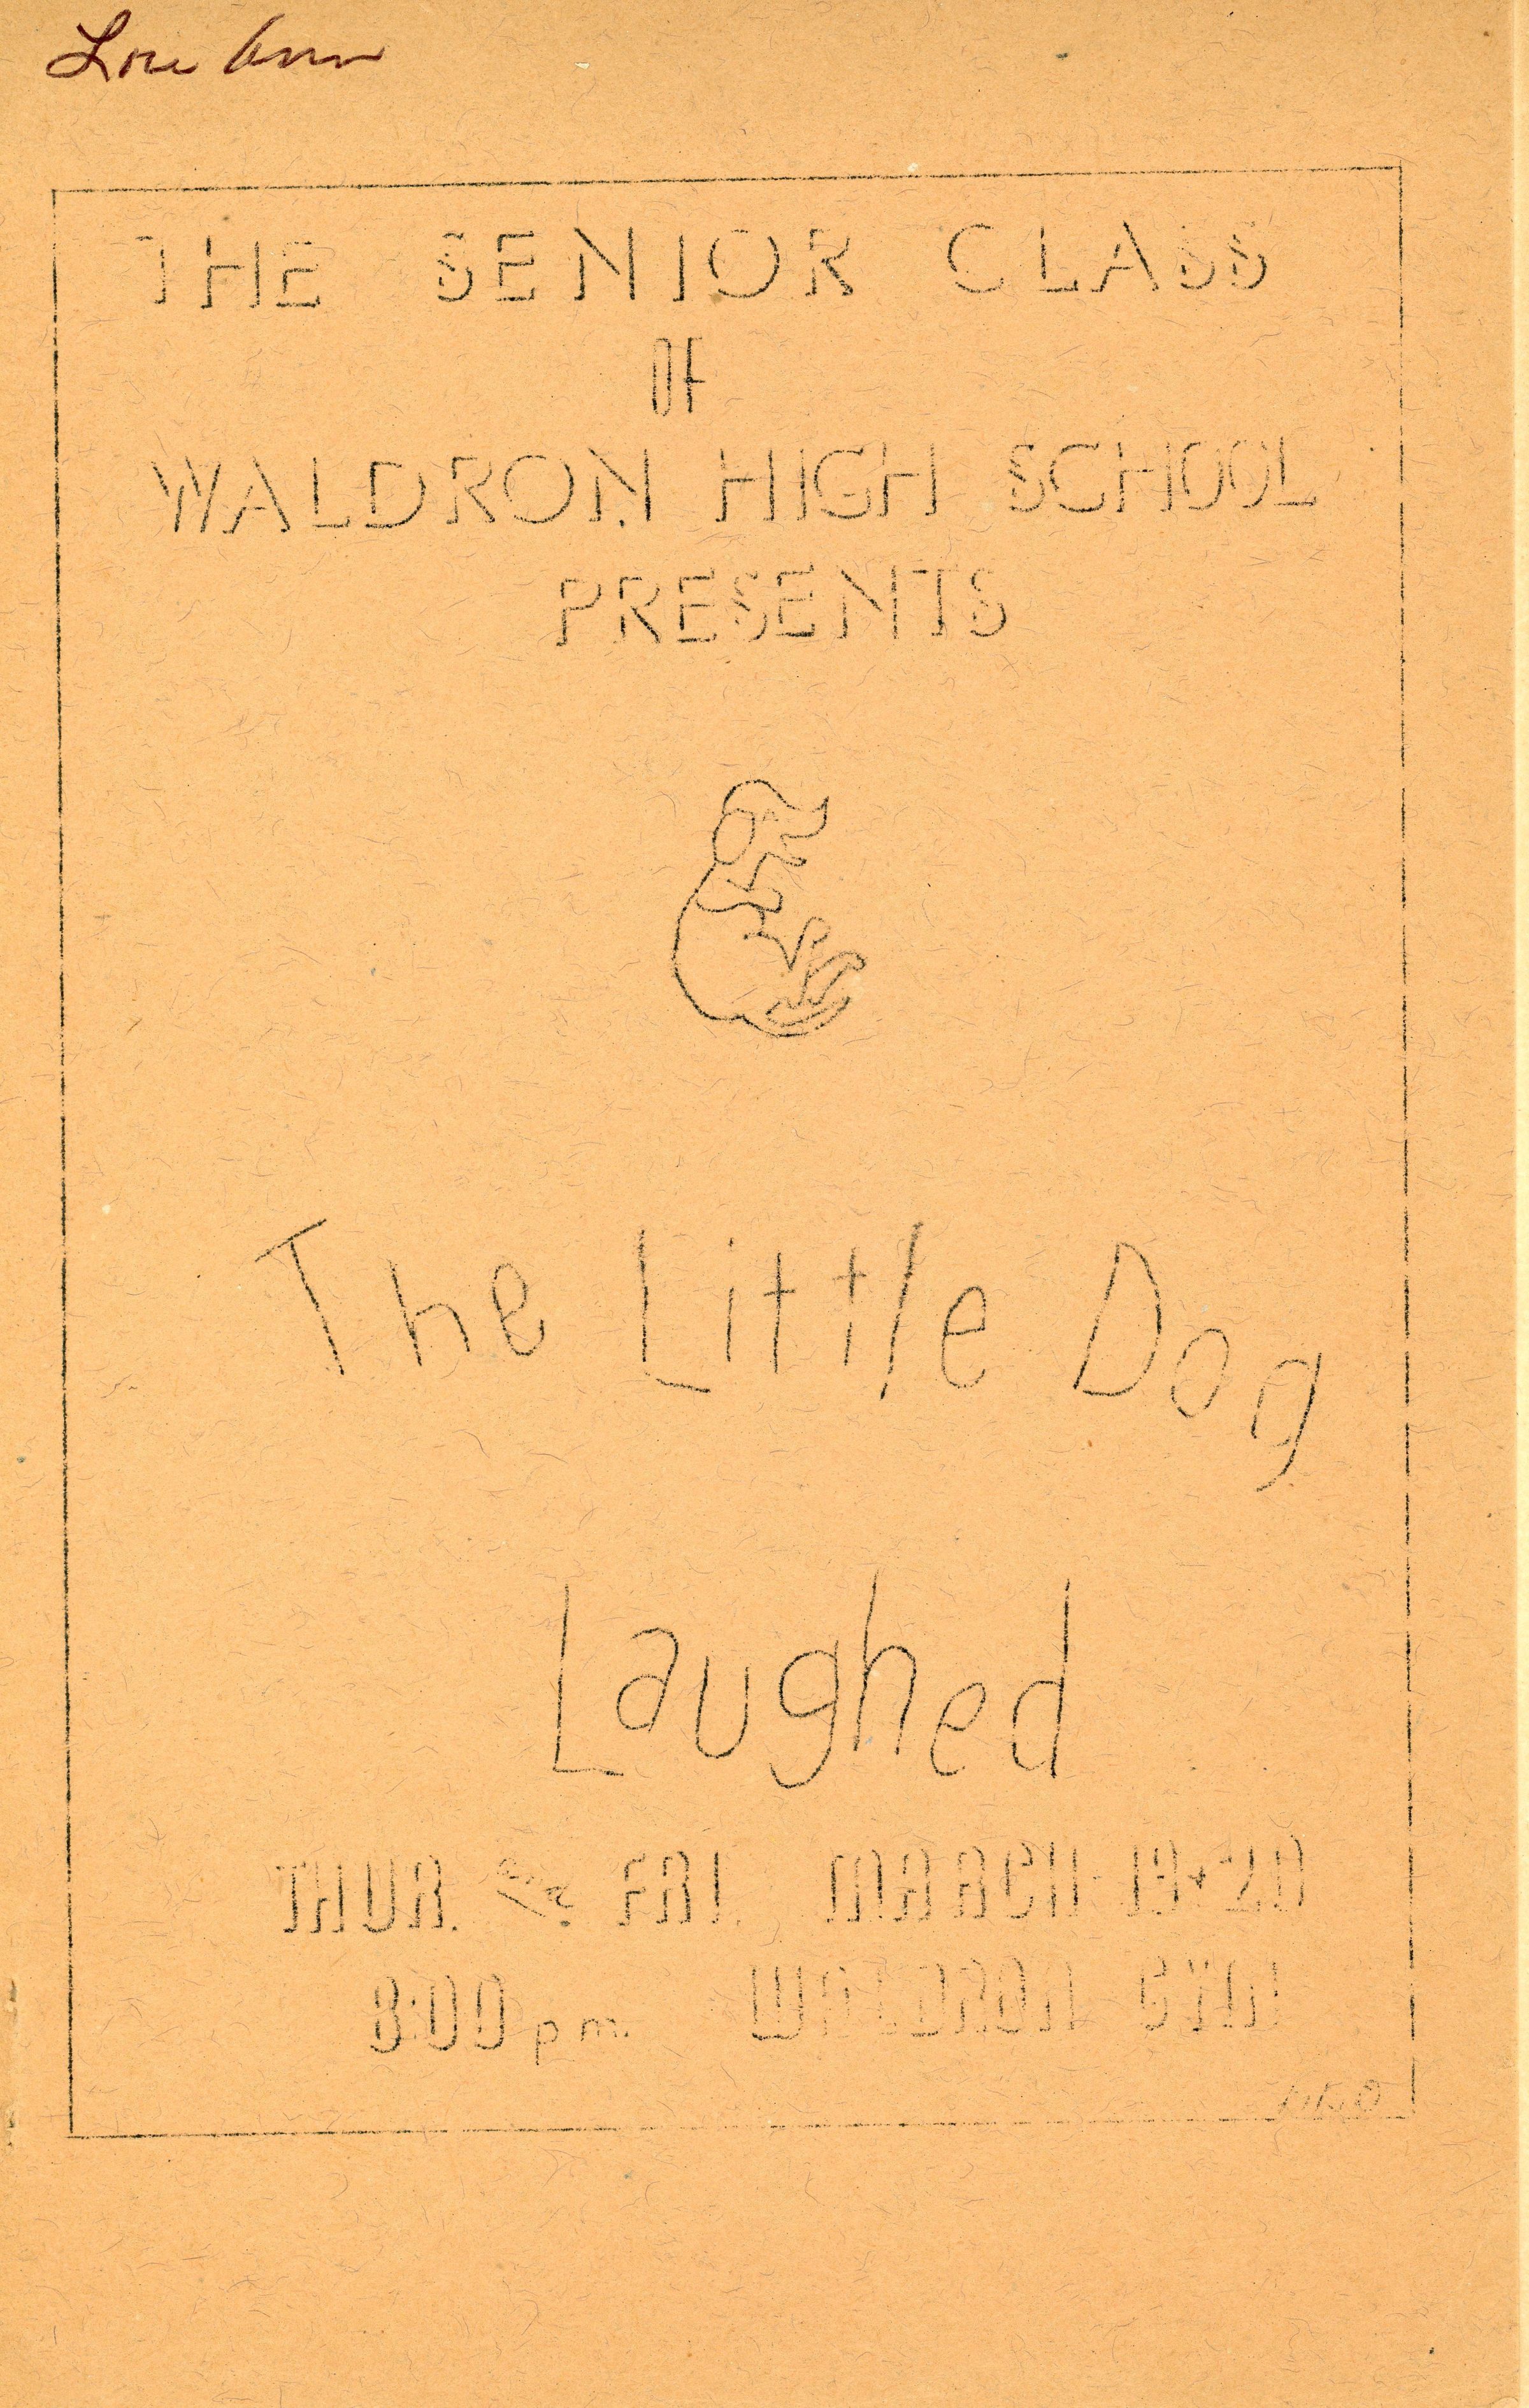 Lou Ann
THE SENIOR CLASS
OF
WALDRON HIGH SCHOOL
PRESENTS
The Little Dog
Laughed
THUR. and FRI. MARCH 19+20
8:00 p m. WALDRON GYM